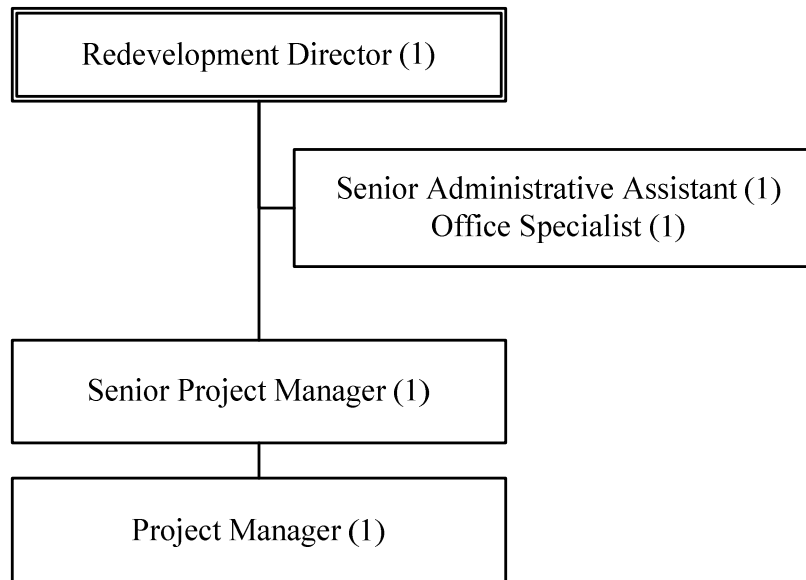 Redevelopment Director (1)
Senior Administrative Assistant (1)
Office Specialist (1)
Senior Project Manager (1)
Project Manager (1)